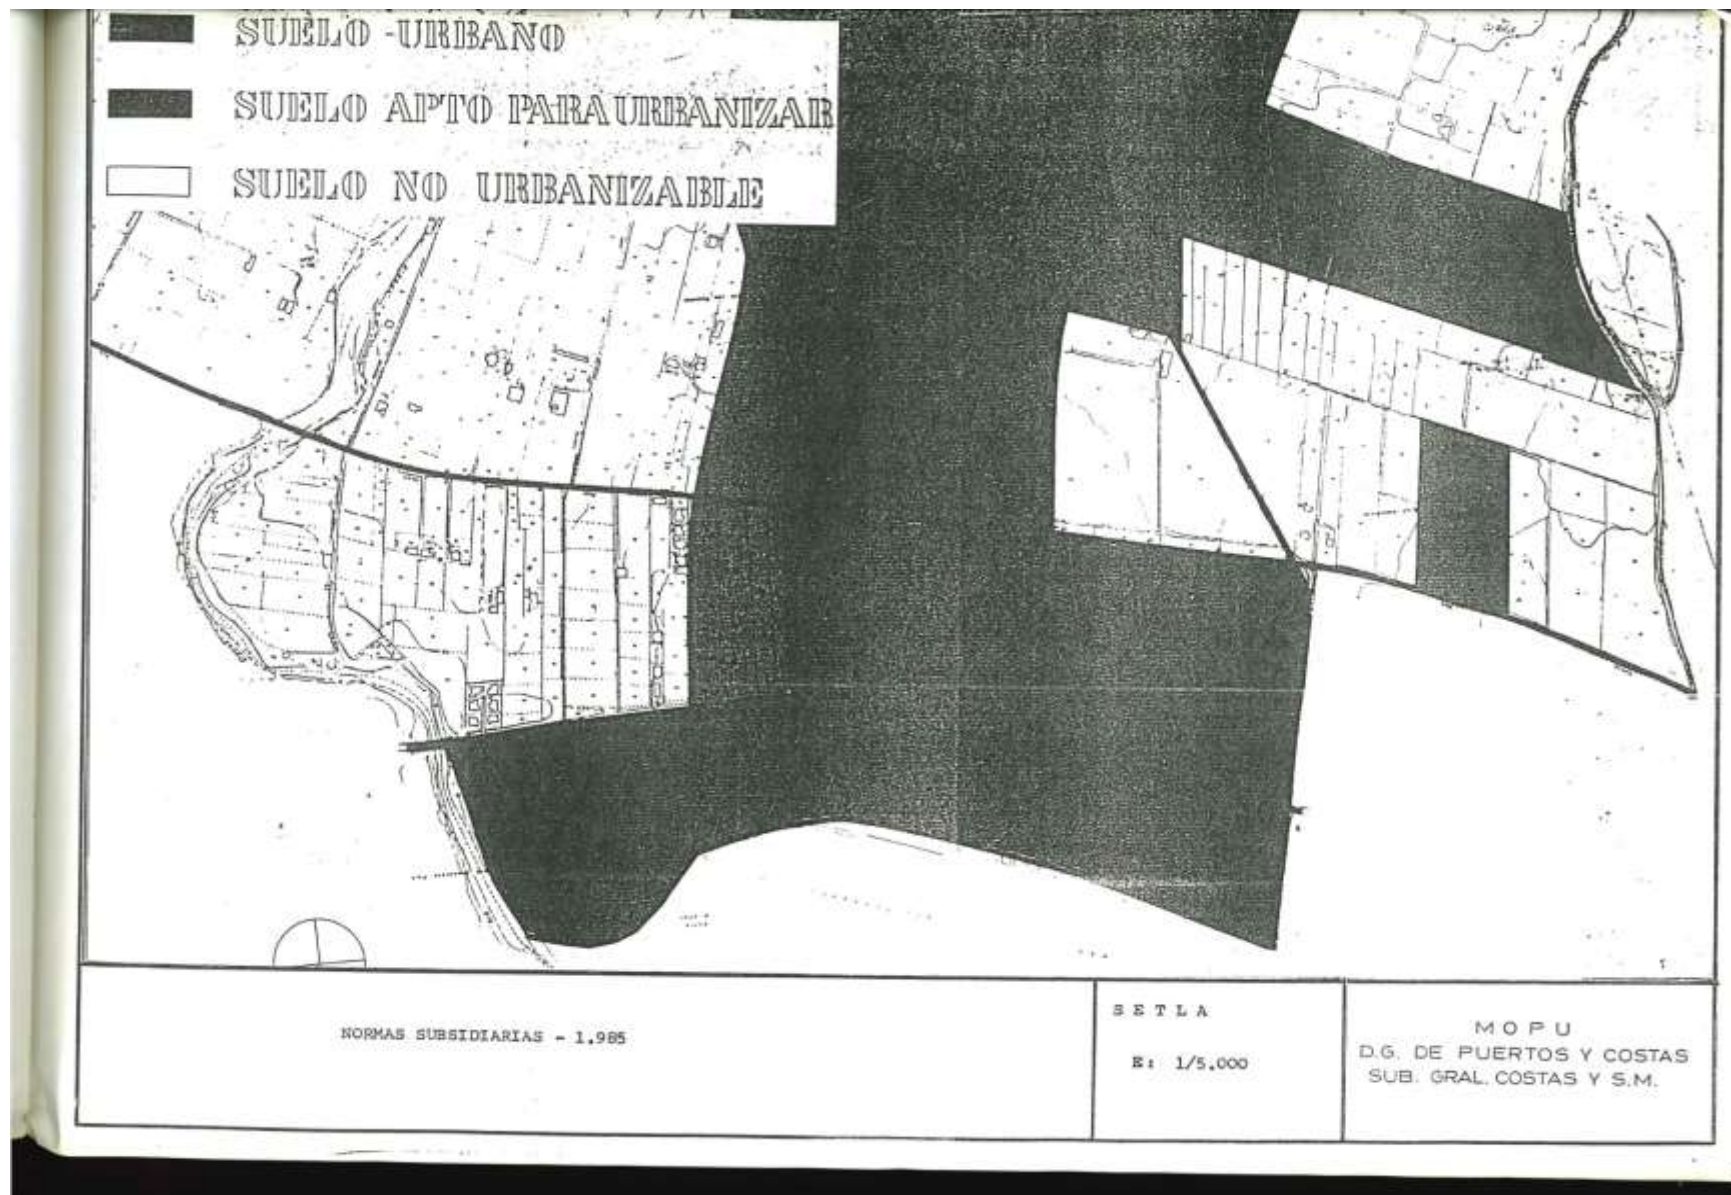 SUELO -URBANO
SUELO APTO PARA URBANIZAR
SUELO NO URBANIZABLE
NORMAS SUBSIDIARIAS - 1.985
SETLA
E: 1/5.000
MOPU
D.G. DE PUERTOS Y COSTAS
SUB. GRAL. COSTAS Y S.M.